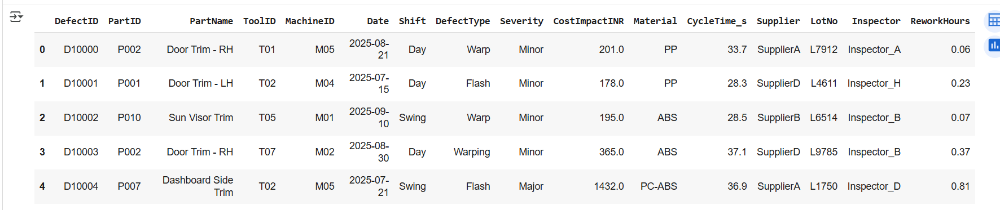 DefectID PartID PartName ToolID MachineID Date Shift DefectType Severity CostImpactINR Material CycleTime_s Supplier LotNo Inspector ReworkHours
0 D10000 P002 Door Trim - RH T01 M05 2025-08-21 Day Warp Minor 201.0 PP 33.7 SupplierA L7912 Inspector_A 0.06
1 D10001 P001 Door Trim - LH T02 M04 2025-07-15 Day Flash Minor 178.0 PP 28.3 SupplierD L4611 Inspector_H 0.23
2 D10002 P010 Sun Visor Trim T05 M01 2025-09-10 Swing Warp Minor 195.0 ABS 28.5 SupplierB L6514 Inspector_B 0.07
3 D10003 P002 Door Trim - RH T07 M02 2025-08-30 Day Warping Minor 365.0 ABS 37.1 SupplierD L9785 Inspector_B 0.37
4 D10004 P007 Dashboard Side Trim T02 M05 2025-07-21 Swing Flash Major 1432.0 PC-ABS 36.9 SupplierA L1750 Inspector_D 0.81